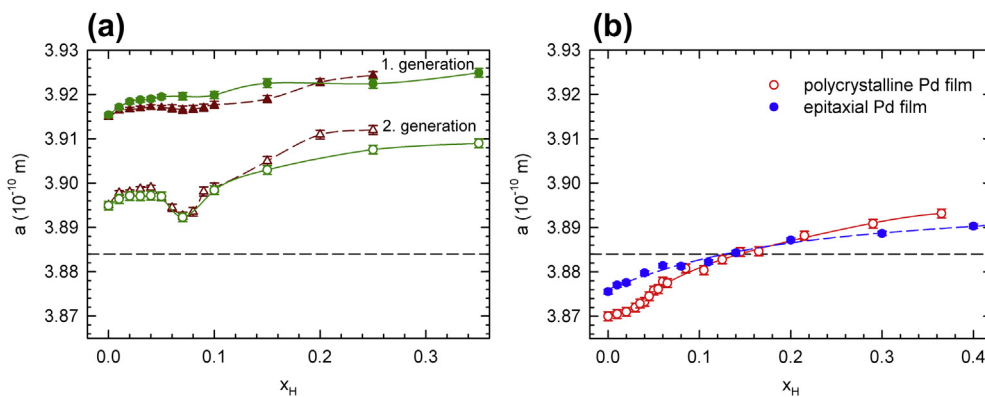 (a)
3.93
3.92
3.91
3.90
3.89
3.88
3.87
a (10⁻¹⁰ m)
1. generation
2. generation
0.0 0.1 0.2 0.3
x_H
(b)
3.93
3.92
3.91
3.90
3.89
3.88
3.87
a (10⁻¹⁰ m)
polycrystalline Pd film
epitaxial Pd film
0.0 0.1 0.2 0.3 0.4
x_H